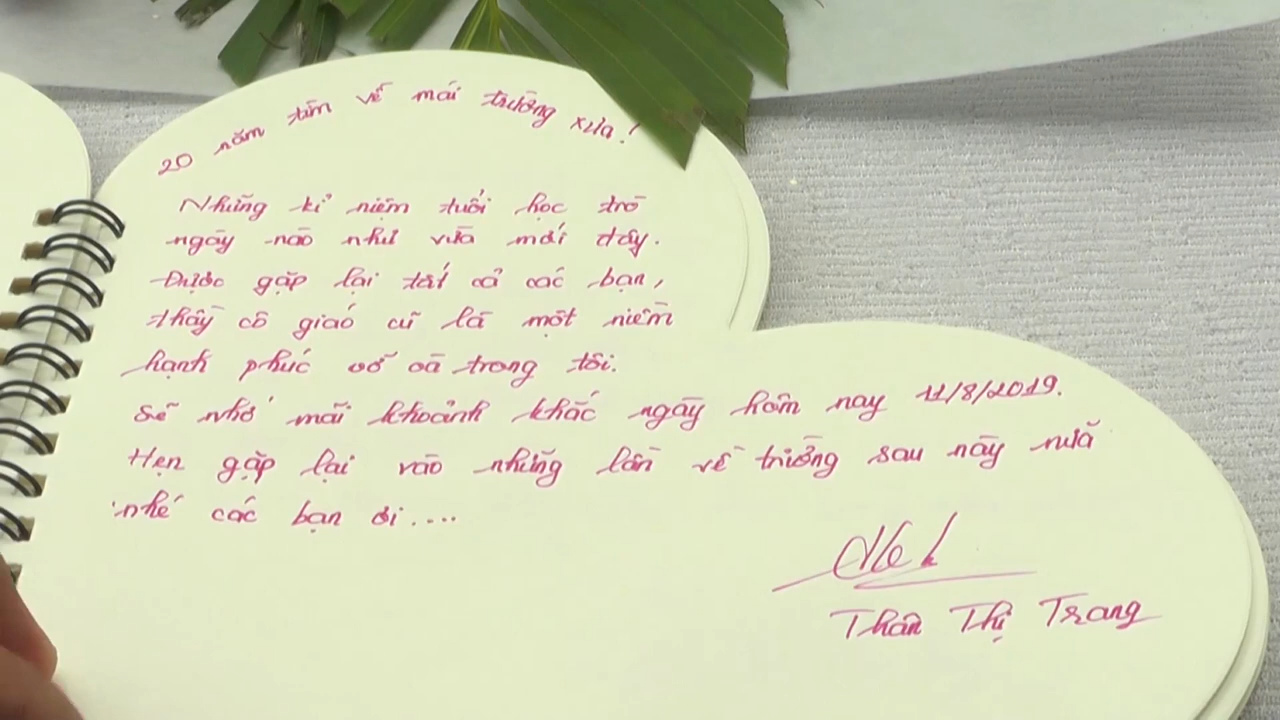 20 năm tìm về mái trường xưa!
Những kỉ niệm tuổi học trò
ngày nào như vừa mới đây.
Được gặp lại tất cả các bạn,
thầy cô giáo cũ là một niềm
hạnh phúc vỡ oà trong tôi.
Sẽ nhớ mãi khoảnh khắc ngày hôm nay 11/8/2019.
Hẹn gặp lại vào những lần về trường sau này nữa
nhé các bạn ơi....
Thân Thị Trang